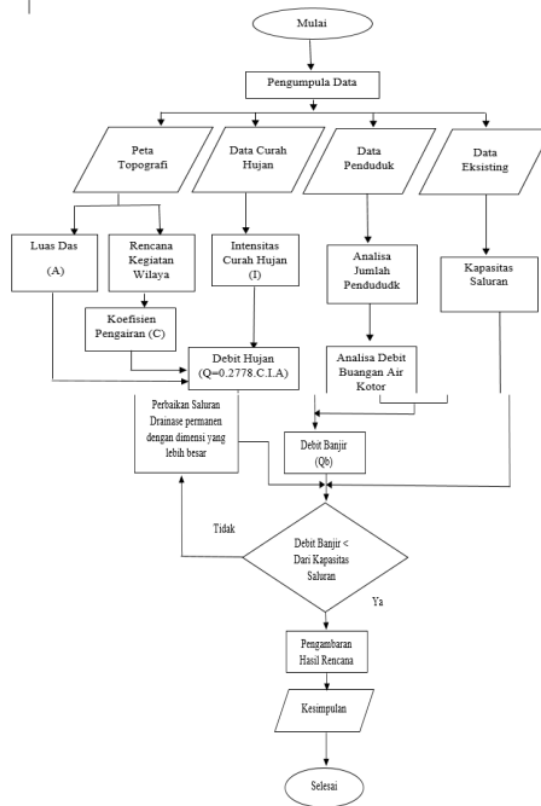 Mulai
Pengumpula Data
Peta
Topografi
Data Curah
Hujan
Data
Penduduk
Data
Eksisting
Luas Das
(A)
Rencana
Kegiatan
Wilaya
Intensitas
Curah Hujan
(I)
Analisa
Jumlah
Pendududk
Kapasitas
Saluran
Koefisien
Pengairan (C)
Debit Hujan
(Q=0.2778.C.I.A)
Analisa Debit
Buangan Air
Kotor
Perbaikan Saluran
Drainase permanen
dengan dimensi yang
lebih besar
Debit Banjir
(Qb)
Tidak
Debit Banjir <
Dari Kapasitas
Saluran
Ya
Pengambaran
Hasil Rencana
Kesimpulan
Selesai